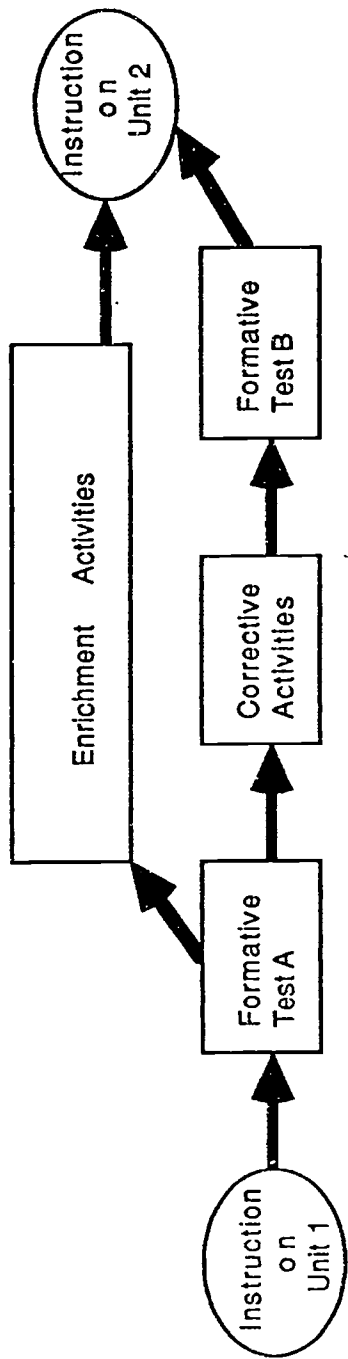 Instruction
on
Unit 1
Formative
Test A
Enrichment Activities
Corrective
Activities
Formative
Test B
Instruction
on
Unit 2